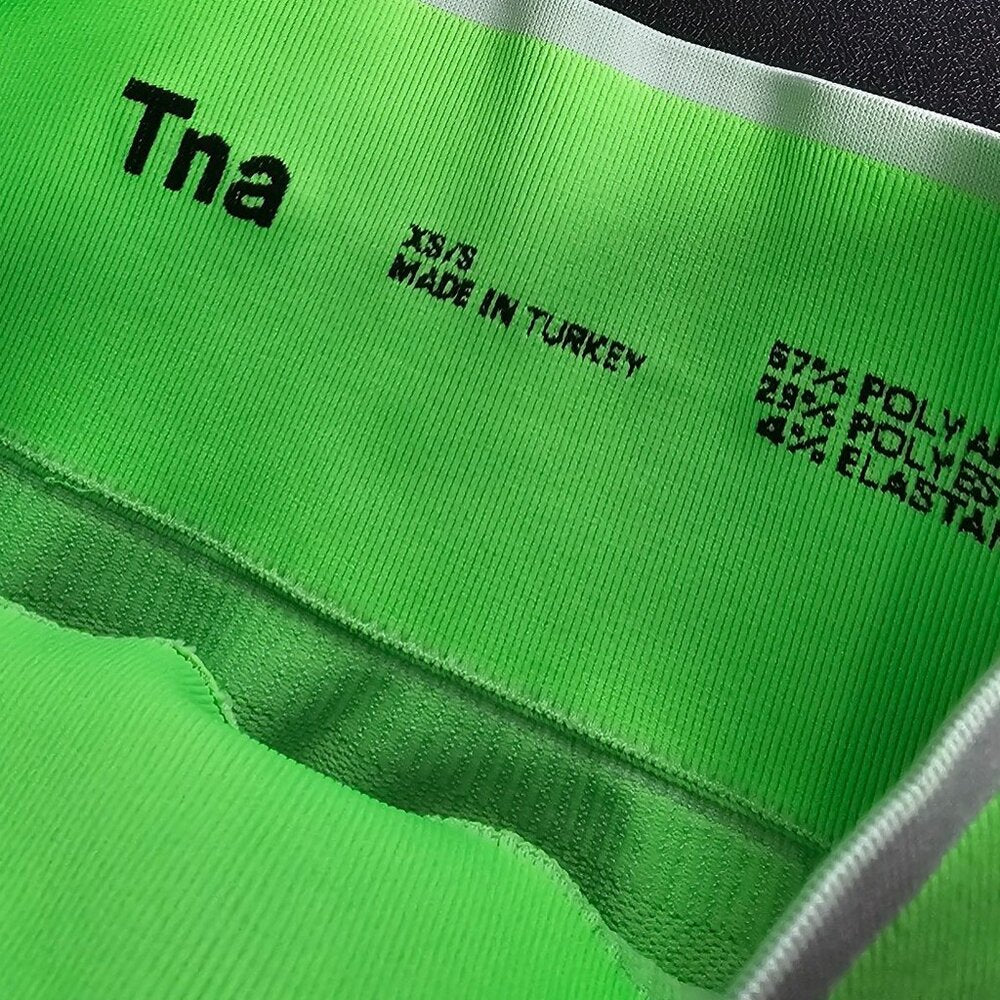 Tna
XS/S
MADE IN TURKEY
67% POLY
29% POLYES
4% ELASTA